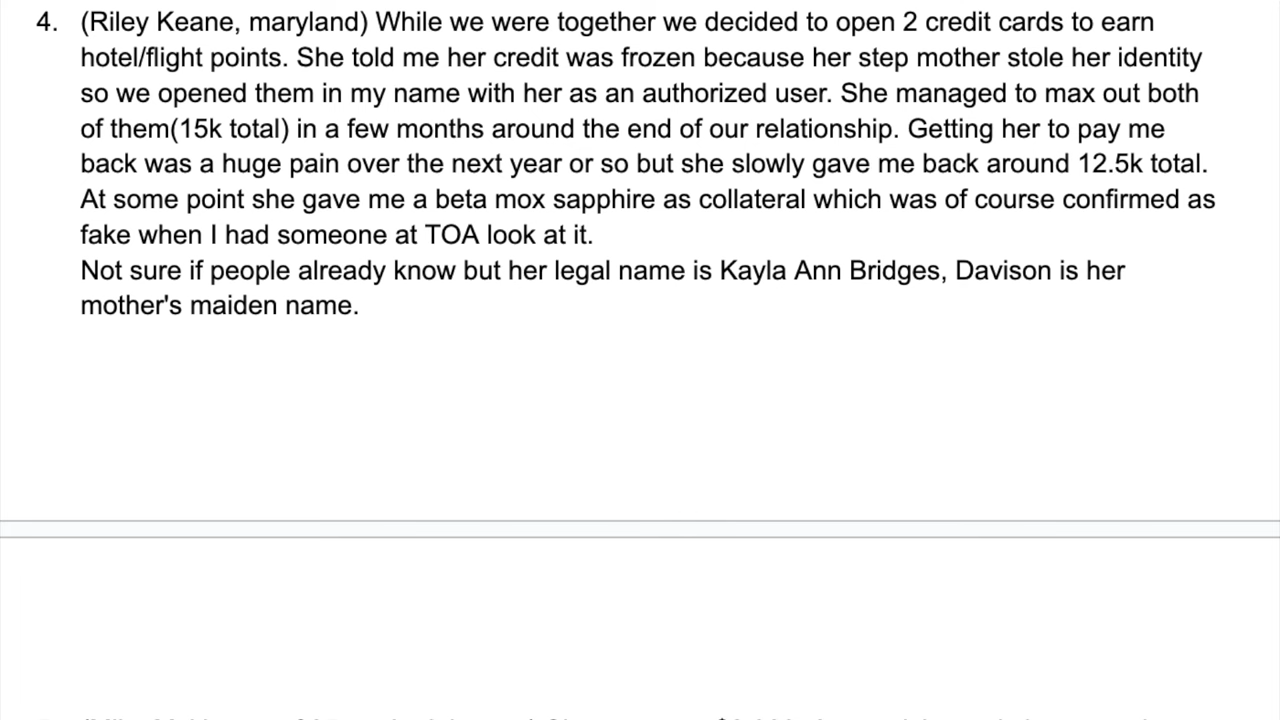 4. (Riley Keane, maryland) While we were together we decided to open 2 credit cards to earn
hotel/flight points. She told me her credit was frozen because her step mother stole her identity
so we opened them in my name with her as an authorized user. She managed to max out both
of them(15k total) in a few months around the end of our relationship. Getting her to pay me
back was a huge pain over the next year or so but she slowly gave me back around 12.5k total.
At some point she gave me a beta mox sapphire as collateral which was of course confirmed as
fake when I had someone at TOA look at it.
Not sure if people already know but her legal name is Kayla Ann Bridges, Davison is her
mother's maiden name.